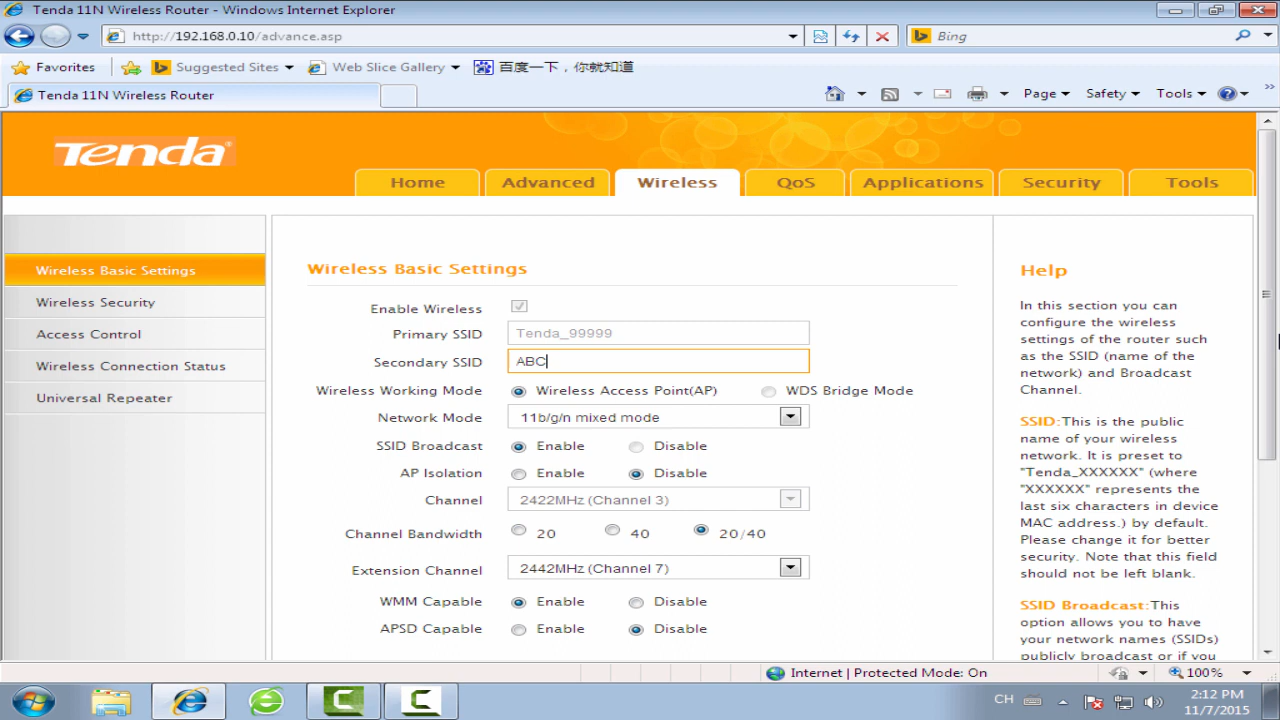 Tenda 11N Wireless Router - Windows Internet Explorer
http://192.168.0.10/advance.asp
Bing
Favorites
Suggested Sites
Web Slice Gallery
百度一下，你就知道
Tenda 11N Wireless Router
Page
Safety
Tools
Tenda
Home
Advanced
Wireless
QoS
Applications
Security
Tools
Wireless Basic Settings
Wireless Security
Access Control
Wireless Connection Status
Universal Repeater
Wireless Basic Settings
Enable Wireless
Primary SSID Tenda_99999
Secondary SSID ABC
Wireless Working Mode Wireless Access Point(AP) WDS Bridge Mode
Network Mode 11b/g/n mixed mode
SSID Broadcast Enable Disable
AP Isolation Enable Disable
Channel 2422MHz (Channel 3)
Channel Bandwidth 20 40 20/40
Extension Channel 2442MHz (Channel 7)
WMM Capable Enable Disable
APSD Capable Enable Disable
Help
In this section you can
configure the wireless
settings of the router such
as the SSID (name of the
network) and Broadcast
Channel.
SSID:This is the public
name of your wireless
network. It is preset to
"Tenda_XXXXXX" (where
"XXXXXX" represents the
last six characters in device
MAC address.) by default.
Please change it for better
security. Note that this field
should not be left blank.
SSID Broadcast:This
option allows you to have
your network names (SSIDs)
publicly broadcast or if you
Internet | Protected Mode: On
100%
CH
2:12 PM
11/7/2015